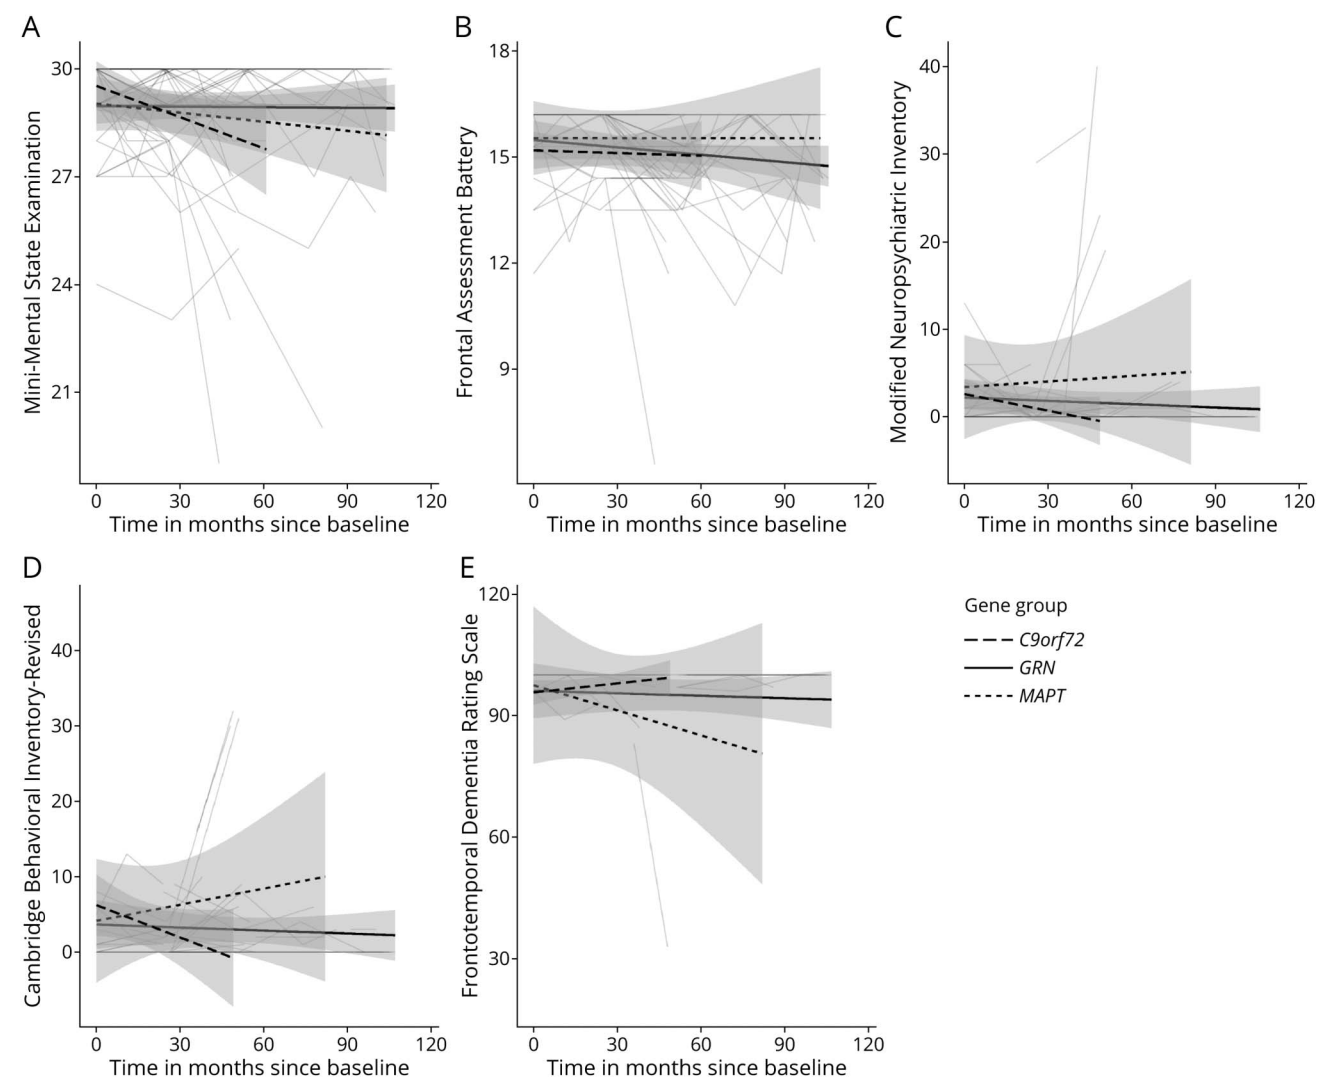 A
Mini-Mental State Examination
30
27
24
21
0 30 60 90 120
Time in months since baseline
B
Frontal Assessment Battery
18
15
12
9
0 30 60 90 120
Time in months since baseline
C
Modified Neuropsychiatric Inventory
40
30
20
10
0
0 30 60 90 120
Time in months since baseline
D
Cambridge Behavioral Inventory-Revised
40
30
20
10
0
0 30 60 90 120
Time in months since baseline
E
Frontotemporal Dementia Rating Scale
120
90
60
30
0 30 60 90 120
Time in months since baseline
Gene group
C9orf72
GRN
MAPT